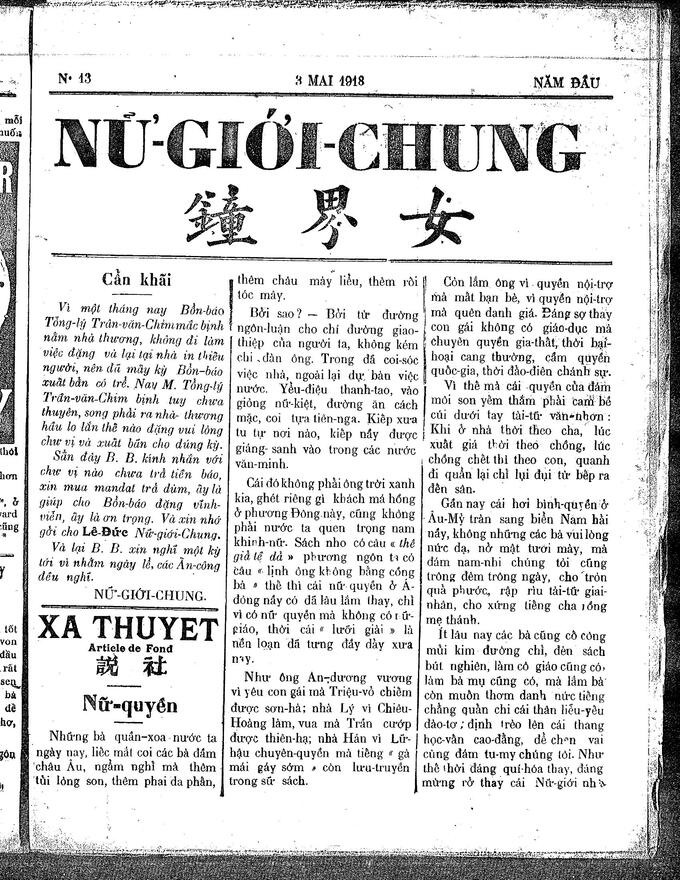 Nº 13
3 MAI 1918
NĂM ĐẦU
NỮ-GIỚI-CHUNG
鐘 界 女
Cẩn khãi
Vì một tháng nay Bổn-báo
Tổng-lý Trần-văn-Chim mắc bịnh
nằm nhà thương, không đi làm
việc đặng và lại tại nhà in thiếu
người, nên đã mấy kỳ Bổn-báo
xuất bản có trể. Nay M. Tổng-lý
Trần-văn-Chim bịnh tuy chưa
thuyên, song phải ra nhà-thương
hầu lo lần thế nào đặng vui lòng
chư vị và xuất bản cho đúng kỳ.
Sẵn dây B. B. kính nhắn với
chư vị nào chưa trả tiền báo,
xin mua mandat trả dùm, ấy là
giúp cho Bổn-báo đặng vĩnh-
viễn, ấy là ơn trọng. Và xin nhớ
gởi cho Lê-Đức Nữ-giới-Chung.
Và lại B. B. xin nghĩ một kỳ
tới vì nhằm ngày lể, các Ấn-công
đều nghĩ.
NỮ-GIỚI-CHUNG.
XA THUYET
Article de Fond
説 社
Nữ-quyền
Những bà quần-xoa nước ta
ngày nay, liếc mắt coi các bà đầm
châu Âu, ngẫm nghĩ mà thêm
tủi lòng son, thêm phai da phấn,
thêm châu mày liễu, thêm rối
tóc mây.
Bởi sao? — Bởi từ đường
ngôn-luận cho chí đường giao-
thiệp của người ta, không kém
chi đàn ông. Trong đã coi-sóc
việc nhà, ngoài lại dự bàn việc
nước. Yểu-điệu thanh-tao, vào
giòng nữ-kiệt, đường ăn cách
mặc, coi tựa tiên-nga. Kiếp xưa
tu tự nơi nào, kiếp nầy được
giáng-sanh vào trong các nước
văn-minh.
Cái đó không phải ông trời xanh
kia, ghét riêng gì khách má hồng
ở phương Đông này, cũng không
phải nước ta quen trọng nam
khinh-nữ. Sách nho có câu « thê
giả tề dã » phương ngôn ta có
câu « lịnh ông không bằng cồng
bà » thế thì cái nữ quyền ở Á-
đông nầy có đã lâu lắm thay, chỉ
vì có nữ quyền mà không có nữ-
giáo, thời cái « lưỡi giải » là
nền loạn đã từng đầy dẫy xưa
nay.
Như ông An-dương vương
vì yêu con gái mà Triệu-võ chiếm
được sơn-hà; nhà Lý vì Chiêu-
Hoàng lầm, vua mà Trần cướp
được thiên-hạ; nhà Hán vì Lữ-
hậu chuyên-quyền mà tiếng « gà
mái gáy sớm » còn lưu-truyền
trong sử sách.
Còn lắm ông vì quyền nội-trợ
mà mất bạn bè, vì quyền nội-trợ
mà quên danh giá. Đáng sợ thay
con gái không có giáo-dục mà
chuyên quyền gia-thất, thời bại-
hoại cang thường, cầm quyền
quốc-gia, thời đảo-điên chánh sự.
Vì thế mà cái quyền của đám
môi son yếm thắm phải cam bề
cúi dưới tay tài-tử văn-nhơn:
Khi ở nhà thời theo cha, lúc
xuất giá thời theo chồng, lúc
chồng chết thì theo con, quanh
đi quẩn lại chỉ lụi đụi từ bếp ra
đến sân.
Gần nay cái hơi bình-quyền ở
Âu-Mỹ tràn sang biển Nam hải
nầy, không những các bà vui lòng
nức dạ, nở mặt tươi mày, mà
đám nam-nhi chúng tôi cũng
trông đêm trông ngày, cho tròn
quả phước, rập rìu tài-tử giai-
nhân, cho xứng tiếng cha rồng
mẹ thánh.
Ít lâu nay các bà cũng cố công
mủi kim đường chỉ, đèn sách
bút nghiên, làm cô giáo cũng có,
làm bà mụ cũng có, mà lắm bà
còn muốn thơm danh nức tiếng
chẳng quản chi cái thân liễu-yếu
đào-tơ; định trèo lên cái thang
học-vấn cao-đẳng, để chen vai
cùng đám tu-my chúng tôi. Như
thế thời đáng quí-hóa thay, đáng
mừng rở thay cái Nữ-giới nhà